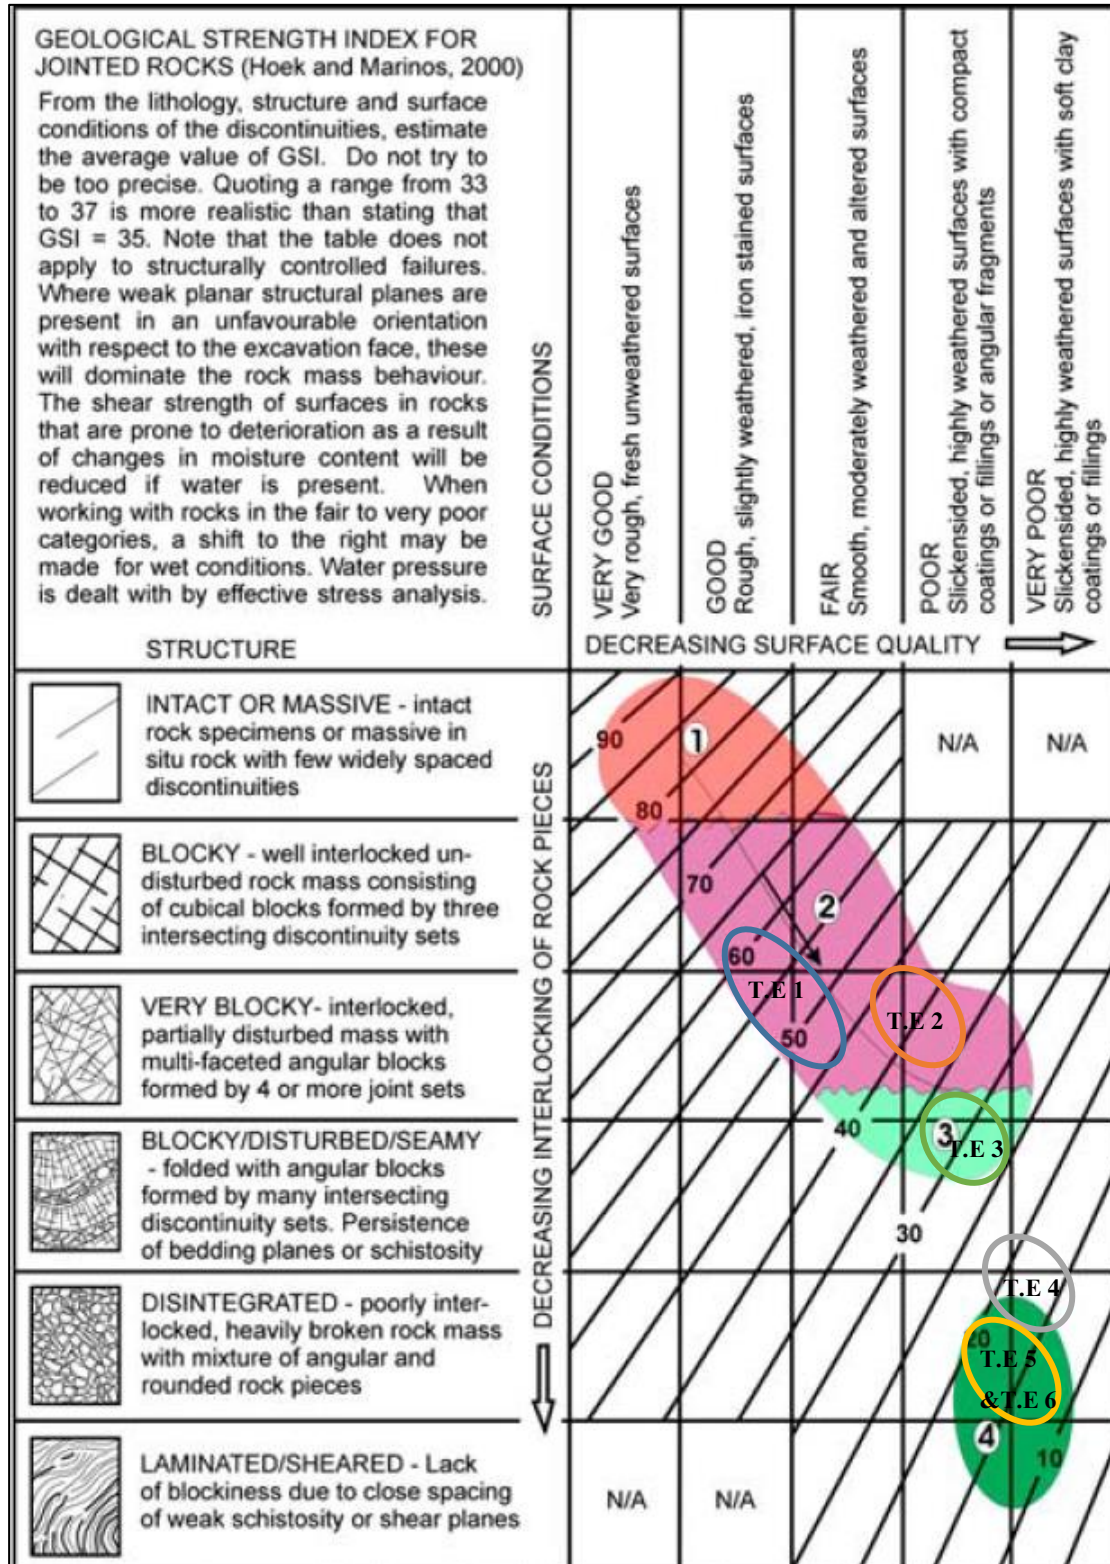 GEOLOGICAL STRENGTH INDEX FOR
JOINTED ROCKS (Hoek and Marinos, 2000)
From the lithology, structure and surface
conditions of the discontinuities, estimate
the average value of GSI. Do not try to
be too precise. Quoting a range from 33
to 37 is more realistic than stating that
GSI = 35. Note that the table does not
apply to structurally controlled failures.
Where weak planar structural planes are
present in an unfavourable orientation
with respect to the excavation face, these
will dominate the rock mass behaviour.
The shear strength of surfaces in rocks
that are prone to deterioration as a result
of changes in moisture content will be
reduced if water is present. When
working with rocks in the fair to very poor
categories, a shift to the right may be
made for wet conditions. Water pressure
is dealt with by effective stress analysis.
STRUCTURE
SURFACE CONDITIONS
VERY GOOD
Very rough, fresh unweathered surfaces
GOOD
Rough, slightly weathered, iron stained surfaces
FAIR
Smooth, moderately weathered and altered surfaces
POOR
Slickensided, highly weathered surfaces with compact
coatings or fillings or angular fragments
VERY POOR
Slickensided, highly weathered surfaces with soft clay
coatings or fillings
DECREASING SURFACE QUALITY
DECREASING INTERLOCKING OF ROCK PIECES
INTACT OR MASSIVE - intact
rock specimens or massive in
situ rock with few widely spaced
discontinuities
90
1
N/A
N/A
80
BLOCKY - well interlocked un-
disturbed rock mass consisting
of cubical blocks formed by three
intersecting discontinuity sets
70
2
60
VERY BLOCKY- interlocked,
partially disturbed mass with
multi-faceted angular blocks
formed by 4 or more joint sets
T.E 1
T.E 2
50
BLOCKY/DISTURBED/SEAMY
- folded with angular blocks
formed by many intersecting
discontinuity sets. Persistence
of bedding planes or schistosity
40
3
T.E 3
30
DISINTEGRATED - poorly inter-
locked, heavily broken rock mass
with mixture of angular and
rounded rock pieces
T.E 4
20
T.E 5
&T.E 6
LAMINATED/SHEARED - Lack
of blockiness due to close spacing
of weak schistosity or shear planes
N/A
N/A
4
10